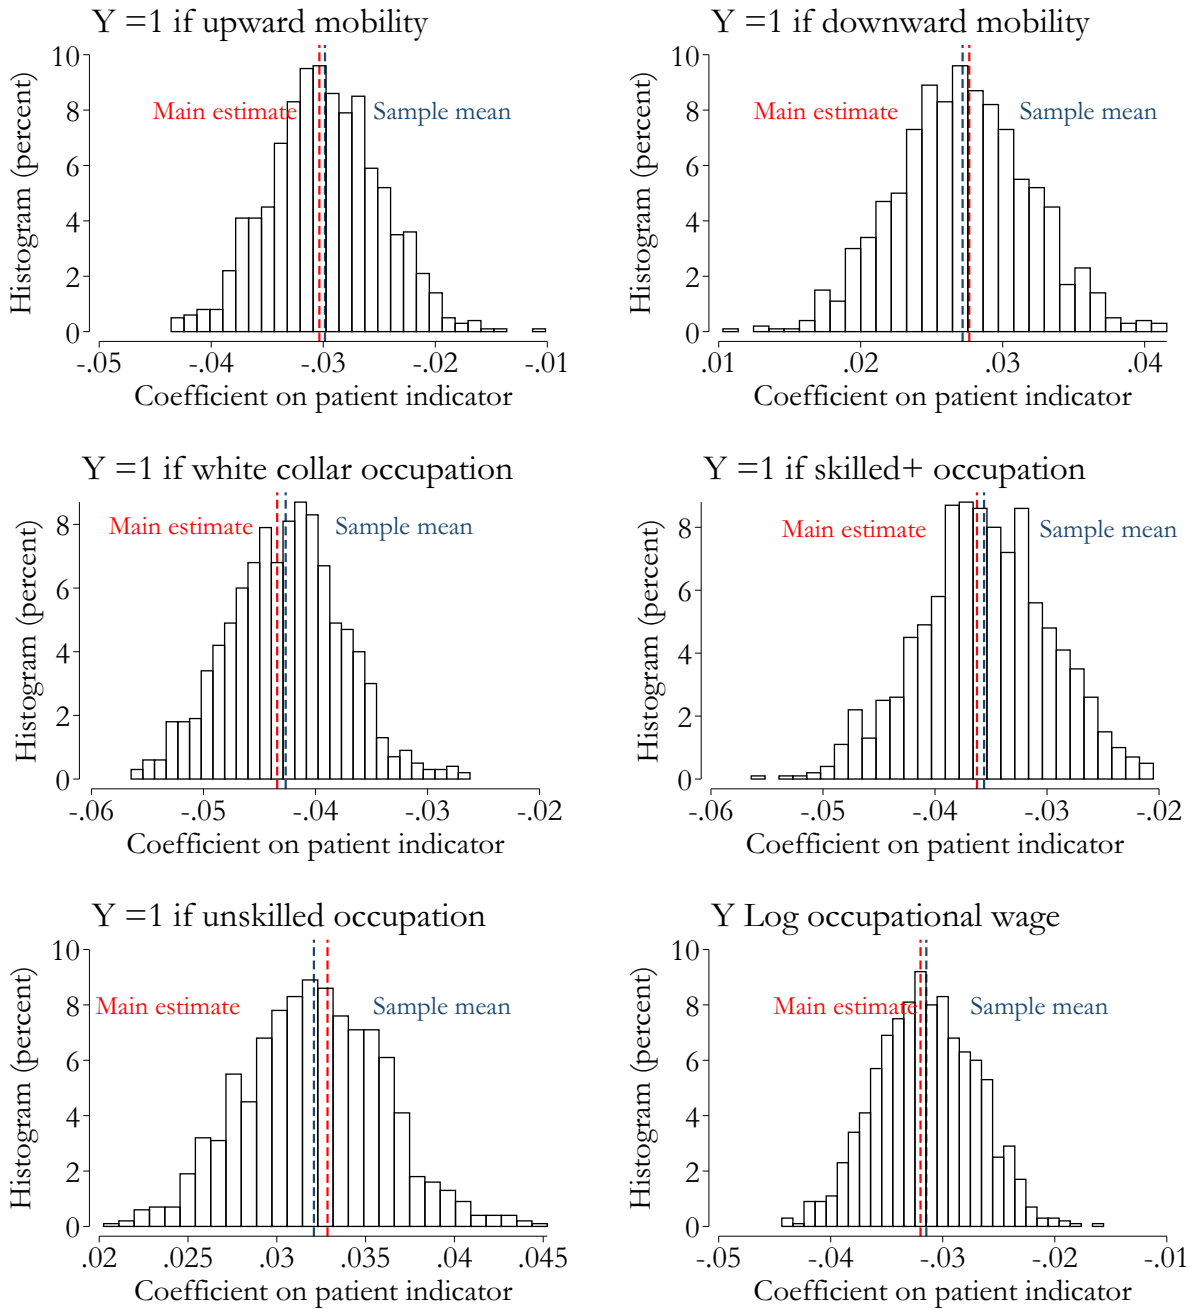 Y =1 if upward mobility
Histogram (percent)
10
8
6
4
2
0
Main estimate
Sample mean
-.05 -.04 -.03 -.02 -.01
Coefficient on patient indicator
Y =1 if downward mobility
Histogram (percent)
10
8
6
4
2
0
Main estimate
Sample mean
.01 .02 .03 .04
Coefficient on patient indicator
Y =1 if white collar occupation
Histogram (percent)
8
6
4
2
0
Main estimate
Sample mean
-.06 -.05 -.04 -.03 -.02
Coefficient on patient indicator
Y =1 if skilled+ occupation
Histogram (percent)
8
6
4
2
0
Main estimate
Sample mean
-.06 -.05 -.04 -.03 -.02
Coefficient on patient indicator
Y =1 if unskilled occupation
Histogram (percent)
10
8
6
4
2
0
Main estimate
Sample mean
.02 .025 .03 .035 .04 .045
Coefficient on patient indicator
Y Log occupational wage
Histogram (percent)
10
8
6
4
2
0
Main estimate
Sample mean
-.05 -.04 -.03 -.02 -.01
Coefficient on patient indicator